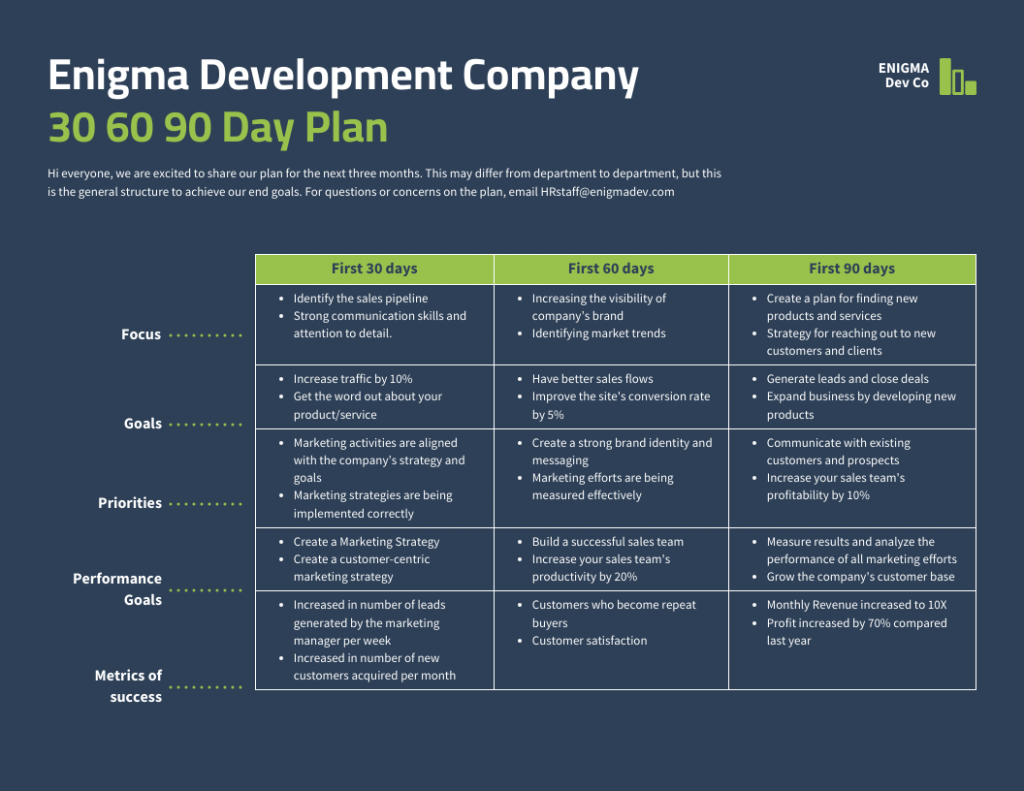 Enigma Development Company
30 60 90 Day Plan
ENIGMA
Dev Co
Hi everyone, we are excited to share our plan for the next three months. This may differ from department to department, but this
is the general structure to achieve our end goals. For questions or concerns on the plan, email HRstaff@enigmadev.com
First 30 days
First 60 days
First 90 days
Focus
• Identify the sales pipeline
• Strong communication skills and
attention to detail.
• Increasing the visibility of
company's brand
• Identifying market trends
• Create a plan for finding new
products and services
• Strategy for reaching out to new
customers and clients
Goals
• Increase traffic by 10%
• Get the word out about your
product/service
• Have better sales flows
• Improve the site's conversion rate
by 5%
• Generate leads and close deals
• Expand business by developing new
products
Priorities
• Marketing activities are aligned
with the company's strategy and
goals
• Marketing strategies are being
implemented correctly
• Create a strong brand identity and
messaging
• Marketing efforts are being
measured effectively
• Communicate with existing
customers and prospects
• Increase your sales team's
profitability by 10%
Performance
Goals
• Create a Marketing Strategy
• Create a customer-centric
marketing strategy
• Build a successful sales team
• Increase your sales team's
productivity by 20%
• Measure results and analyze the
performance of all marketing efforts
• Grow the company's customer base
Metrics of
success
• Increased in number of leads
generated by the marketing
manager per week
• Increased in number of new
customers acquired per month
• Customers who become repeat
buyers
• Customer satisfaction
• Monthly Revenue increased to 10X
• Profit increased by 70% compared
last year